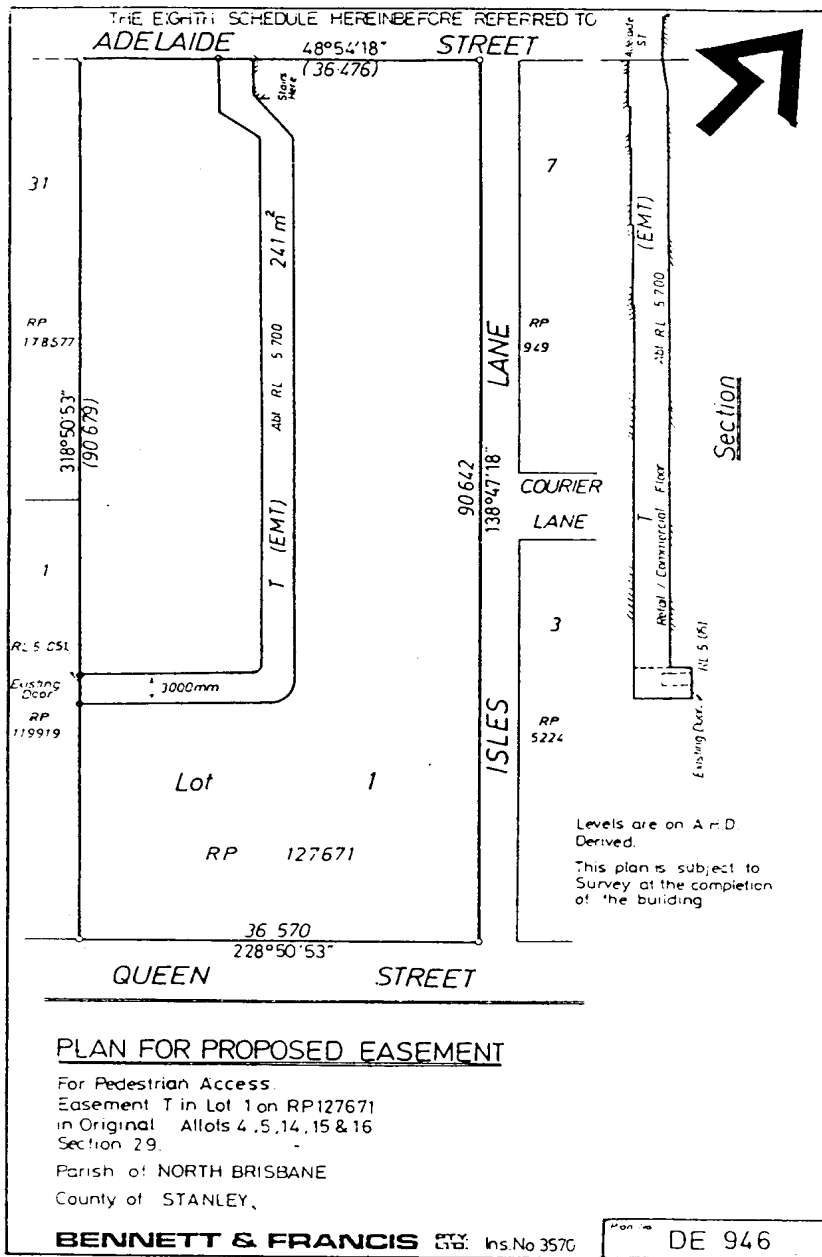 THE EIGHTH SCHEDULE HEREINBEFORE REFERRED TO
ADELAIDE STREET
48°54'18"
(36·476)
Stairs Here
Adelaide ST
31
7
241 m²
T (EMT) Abt RL 5·700
RP 178577
RP 949
318°50'53"
(90·679)
ISLES LANE
90·642
138°47'18"
COURIER
LANE
T (EMT)
Retail / Commercial Floor
Abt RL 5·700
Section
1
3
RL 5·051
Existing Door
3000mm
RP
119919
RP
5224
RL 5·051
Existing Door
Lot 1
RP 127671
Levels are on A.H.D.
Derived.
This plan is subject to
Survey at the completion
of the building
36·570
228°50'53"
QUEEN STREET
PLAN FOR PROPOSED EASEMENT
For Pedestrian Access.
Easement T in Lot 1 on RP127671
in Original Allots 4,5,14,15 & 16
Section 29.
Parish of NORTH BRISBANE
County of STANLEY.
BENNETT & FRANCIS PTY. LTD. Ins.No 3570
Plan No DE 946